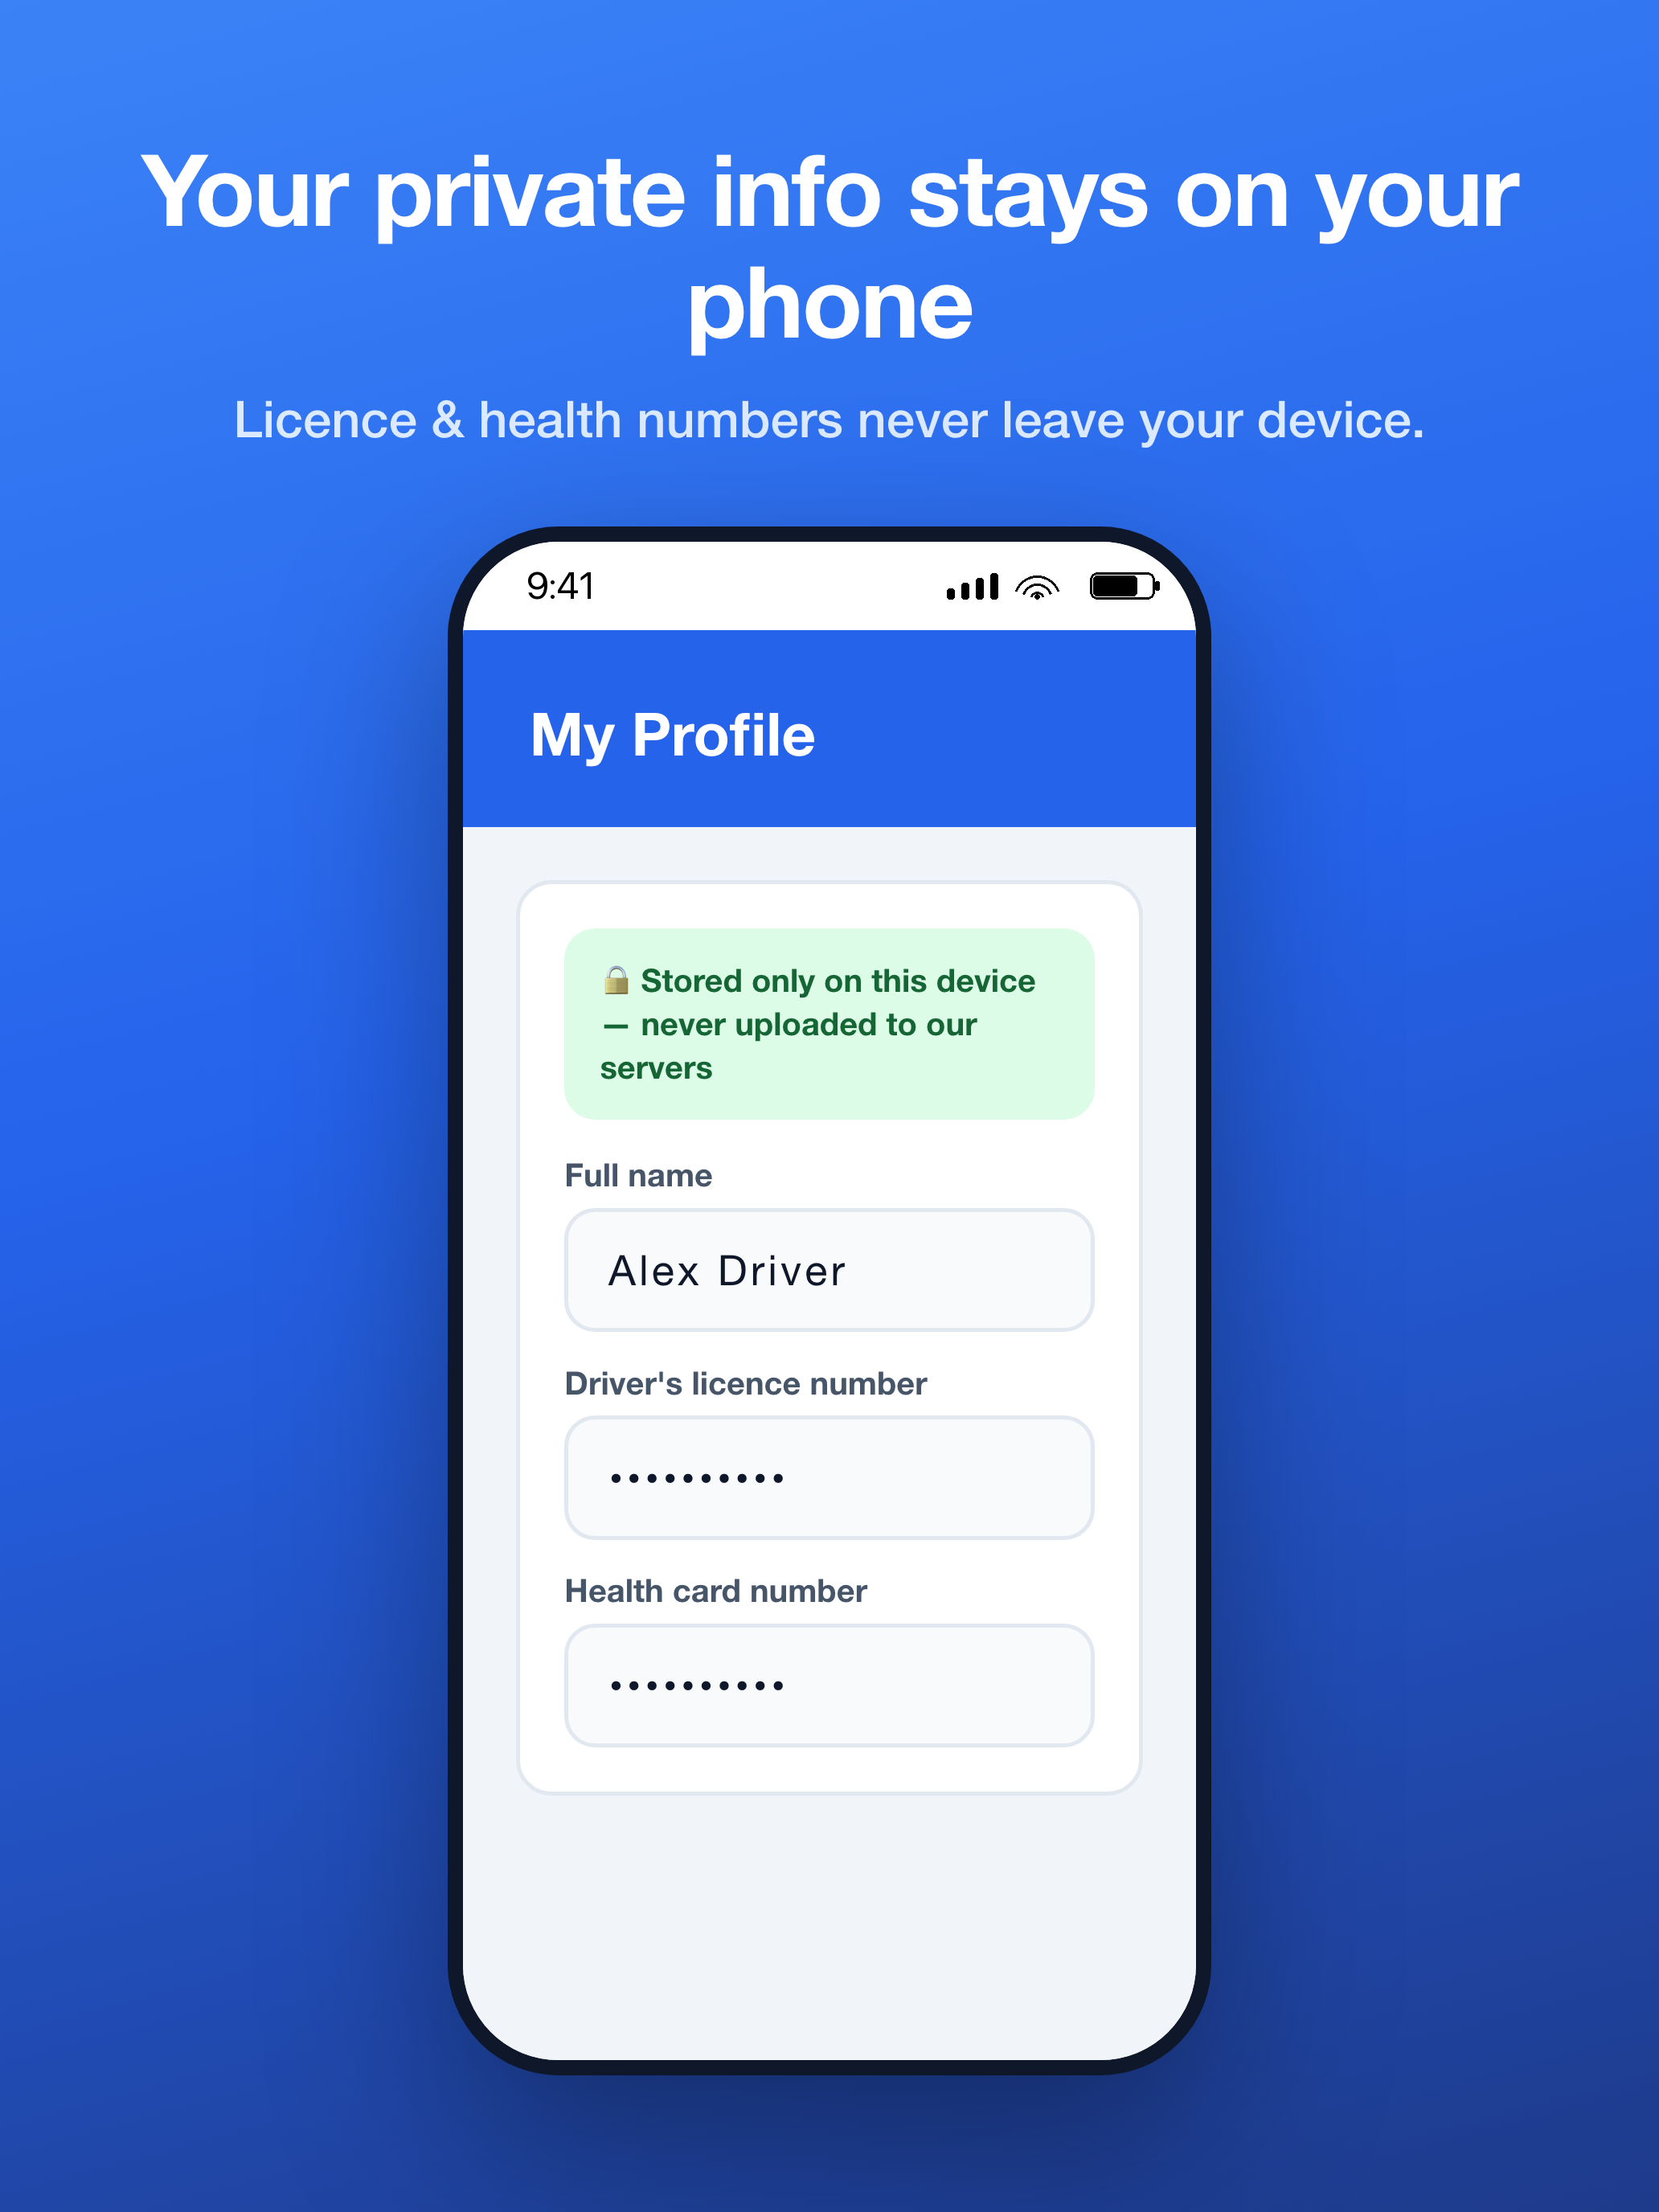 Your private info stays on your
phone
Licence & health numbers never leave your device.
9:41
My Profile
🔒 Stored only on this device
— never uploaded to our
servers
Full name
Alex Driver
Driver's licence number
••••••••••
Health card number
••••••••••